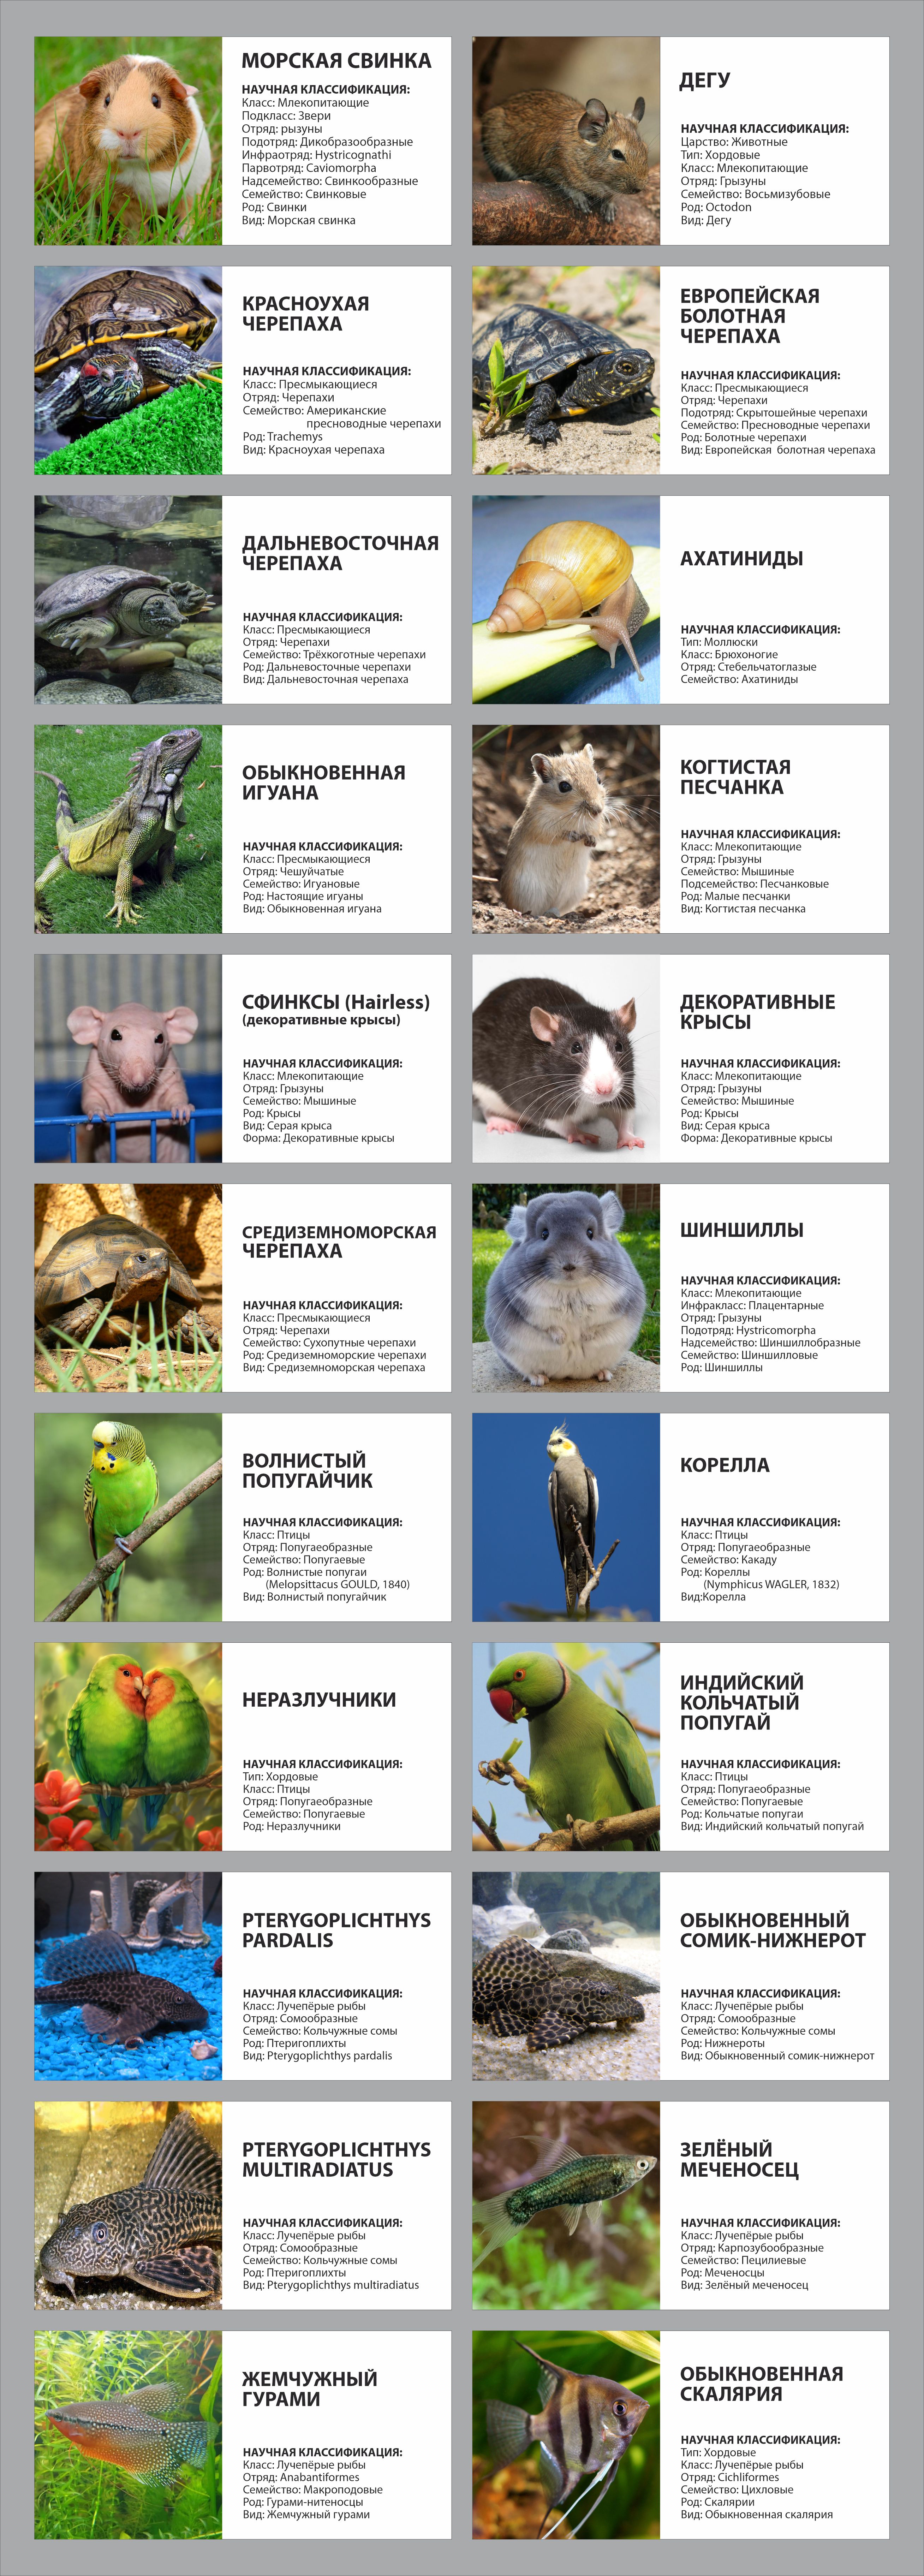 МОРСКАЯ СВИНКА
НАУЧНАЯ КЛАССИФИКАЦИЯ:
Класс: Млекопитающие
Подкласс: Звери
Отряд: рызуны
Подотряд: Дикобразообразные
Инфраотряд: Hystricognathi
Парвотряд: Caviomorpha
Надсемейство: Свинкообразные
Семейство: Свинковые
Род: Свинки
Вид: Морская свинка
ДЕГУ
НАУЧНАЯ КЛАССИФИКАЦИЯ:
Царство: Животные
Тип: Хордовые
Класс: Млекопитающие
Отряд: Грызуны
Семейство: Восьмизубовые
Род: Octodon
Вид: Дегу
КРАСНОУХАЯ
ЧЕРЕПАХА
НАУЧНАЯ КЛАССИФИКАЦИЯ:
Класс: Пресмыкающиеся
Отряд: Черепахи
Семейство: Американские
пресноводные черепахи
Род: Trachemys
Вид: Красноухая черепаха
ЕВРОПЕЙСКАЯ
БОЛОТНАЯ
ЧЕРЕПАХА
НАУЧНАЯ КЛАССИФИКАЦИЯ:
Класс: Пресмыкающиеся
Отряд: Черепахи
Подотряд: Скрытошейные черепахи
Семейство: Пресноводные черепахи
Род: Болотные черепахи
Вид: Европейская болотная черепаха
ДАЛЬНЕВОСТОЧНАЯ
ЧЕРЕПАХА
НАУЧНАЯ КЛАССИФИКАЦИЯ:
Класс: Пресмыкающиеся
Отряд: Черепахи
Семейство: Трёхкоготные черепахи
Род: Дальневосточные черепахи
Вид: Дальневосточная черепаха
АХАТИНИДЫ
НАУЧНАЯ КЛАССИФИКАЦИЯ:
Тип: Моллюски
Класс: Брюхоногие
Отряд: Стебельчатоглазые
Семейство: Ахатиниды
ОБЫКНОВЕННАЯ
ИГУАНА
НАУЧНАЯ КЛАССИФИКАЦИЯ:
Класс: Пресмыкающиеся
Отряд: Чешуйчатые
Семейство: Игуановые
Род: Настоящие игуаны
Вид: Обыкновенная игуана
КОГТИСТАЯ
ПЕСЧАНКА
НАУЧНАЯ КЛАССИФИКАЦИЯ:
Класс: Млекопитающие
Отряд: Грызуны
Семейство: Мышиные
Подсемейство: Песчанковые
Род: Малые песчанки
Вид: Когтистая песчанка
СФИНКСЫ (Hairless)
(декоративные крысы)
НАУЧНАЯ КЛАССИФИКАЦИЯ:
Класс: Млекопитающие
Отряд: Грызуны
Семейство: Мышиные
Род: Крысы
Вид: Серая крыса
Форма: Декоративные крысы
ДЕКОРАТИВНЫЕ
КРЫСЫ
НАУЧНАЯ КЛАССИФИКАЦИЯ:
Класс: Млекопитающие
Отряд: Грызуны
Семейство: Мышиные
Род: Крысы
Вид: Серая крыса
Форма: Декоративные крысы
СРЕДИЗЕМНОМОРСКАЯ
ЧЕРЕПАХА
НАУЧНАЯ КЛАССИФИКАЦИЯ:
Класс: Пресмыкающиеся
Отряд: Черепахи
Семейство: Сухопутные черепахи
Род: Средиземноморские черепахи
Вид: Средиземноморская черепаха
ШИНШИЛЛЫ
НАУЧНАЯ КЛАССИФИКАЦИЯ:
Класс: Млекопитающие
Инфракласс: Плацентарные
Отряд: Грызуны
Подотряд: Hystricomorpha
Надсемейство: Шиншиллобразные
Семейство: Шиншилловые
Род: Шиншиллы
ВОЛНИСТЫЙ
ПОПУГАЙЧИК
НАУЧНАЯ КЛАССИФИКАЦИЯ:
Класс: Птицы
Отряд: Попугаеобразные
Семейство: Попугаевые
Род: Волнистые попугаи
(Melopsittacus GOULD, 1840)
Вид: Волнистый попугайчик
КОРЕЛЛА
НАУЧНАЯ КЛАССИФИКАЦИЯ:
Класс: Птицы
Отряд: Попугаеобразные
Семейство: Какаду
Род: Кореллы
(Nymphicus WAGLER, 1832)
Вид:Корелла
НЕРАЗЛУЧНИКИ
НАУЧНАЯ КЛАССИФИКАЦИЯ:
Тип: Хордовые
Класс: Птицы
Отряд: Попугаеобразные
Семейство: Попугаевые
Род: Неразлучники
ИНДИЙСКИЙ
КОЛЬЧАТЫЙ
ПОПУГАЙ
НАУЧНАЯ КЛАССИФИКАЦИЯ:
Класс: Птицы
Отряд: Попугаеобразные
Семейство: Попугаевые
Род: Кольчатые попугаи
Вид: Индийский кольчатый попугай
PTERYGOPLICHTHYS
PARDALIS
НАУЧНАЯ КЛАССИФИКАЦИЯ:
Класс: Лучепёрые рыбы
Отряд: Сомообразные
Семейство: Кольчужные сомы
Род: Птеригоплихты
Вид: Pterygoplichthys pardalis
ОБЫКНОВЕННЫЙ
СОМИК-НИЖНЕРОТ
НАУЧНАЯ КЛАССИФИКАЦИЯ:
Класс: Лучепёрые рыбы
Отряд: Сомообразные
Семейство: Кольчужные сомы
Род: Нижнероты
Вид: Обыкновенный сомик-нижнерот
PTERYGOPLICHTHYS
MULTIRADIATUS
НАУЧНАЯ КЛАССИФИКАЦИЯ:
Класс: Лучепёрые рыбы
Отряд: Сомообразные
Семейство: Кольчужные сомы
Род: Птеригоплихты
Вид: Pterygoplichthys multiradiatus
ЗЕЛЁНЫЙ
МЕЧЕНОСЕЦ
НАУЧНАЯ КЛАССИФИКАЦИЯ:
Класс: Лучепёрые рыбы
Отряд: Карпозубообразные
Семейство: Пецилиевые
Род: Меченосцы
Вид: Зелёный меченосец
ЖЕМЧУЖНЫЙ
ГУРАМИ
НАУЧНАЯ КЛАССИФИКАЦИЯ:
Класс: Лучепёрые рыбы
Отряд: Anabantiformes
Семейство: Макроподовые
Род: Гурами-нитеносцы
Вид: Жемчужный гурами
ОБЫКНОВЕННАЯ
СКАЛЯРИЯ
НАУЧНАЯ КЛАССИФИКАЦИЯ:
Тип: Хордовые
Класс: Лучепёрые рыбы
Отряд: Cichliformes
Семейство: Цихловые
Род: Скалярии
Вид: Обыкновенная скалярия